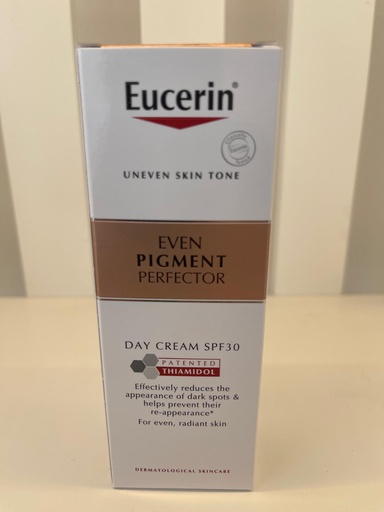 Eucerin®
UNEVEN SKIN TONE
EVEN
PIGMENT
PERFECTOR
DAY CREAM SPF30
PATENTED
THIAMIDOL
Effectively reduces the
appearance of dark spots &
helps prevent their
re-appearance*
For even, radiant skin
DERMATOLOGICAL SKINCARE